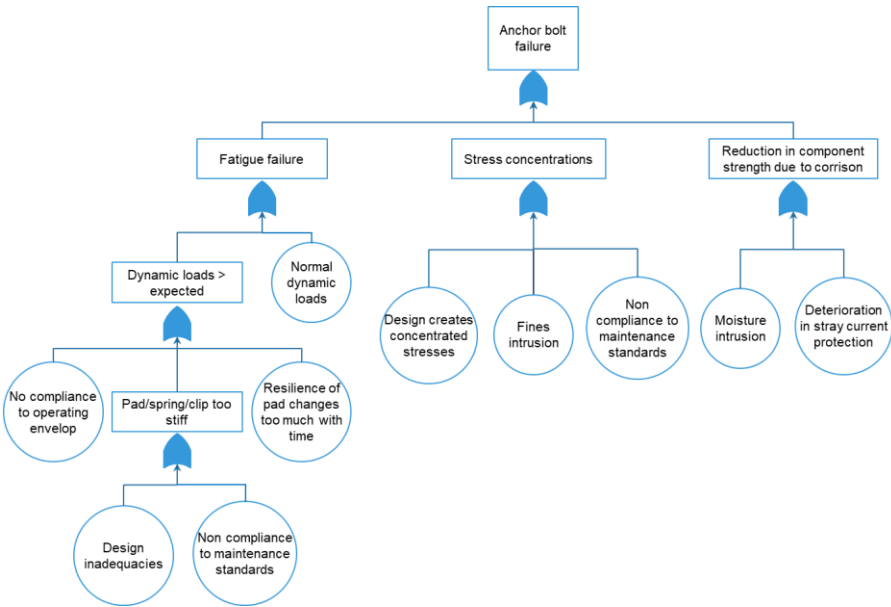 Anchor bolt
failure
Fatigue failure
Stress concentrations
Reduction in component
strength due to corrison
Dynamic loads >
expected
Normal
dynamic
loads
Design creates
concentrated
stresses
Fines
intrusion
Non
compliance to
maintenance
standards
Moisture
intrusion
Deterioration
in stray current
protection
No compliance
to operating
envelop
Pad/spring/clip too
stiff
Resilience of
pad changes
too much with
time
Design
inadequacies
Non compliance
to maintenance
standards